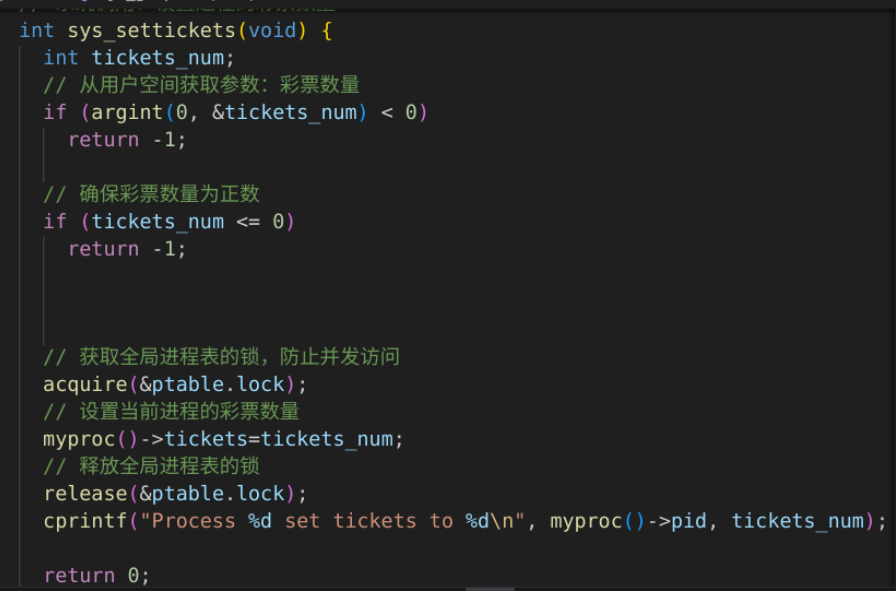 int sys_settickets(void) {
int tickets_num;
// 从用户空间获取参数：彩票数量
if (argint(0, &tickets_num) < 0)
return -1;
// 确保彩票数量为正数
if (tickets_num <= 0)
return -1;
// 获取全局进程表的锁，防止并发访问
acquire(&ptable.lock);
// 设置当前进程的彩票数量
myproc()->tickets=tickets_num;
// 释放全局进程表的锁
release(&ptable.lock);
cprintf("Process %d set tickets to %d\n", myproc()->pid, tickets_num);
return 0;